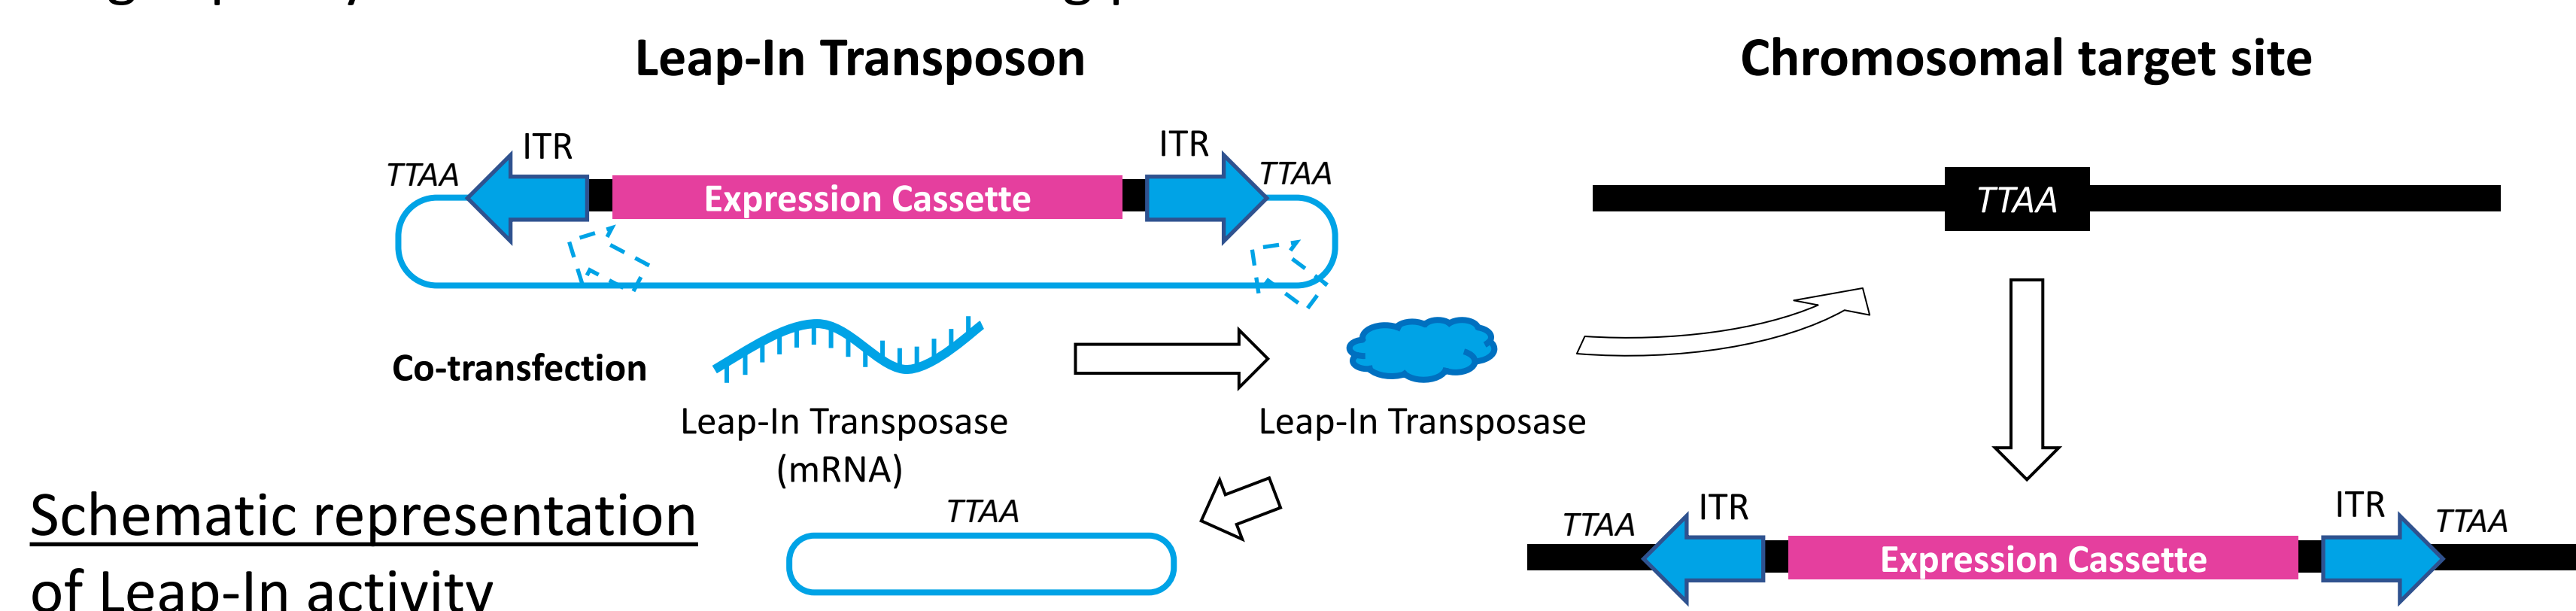 Leap-In Transposon
Chromosomal target site
ITR
ITR
TTAA
TTAA
Expression Cassette
TTAA
Co-transfection
Leap-In Transposase
(mRNA)
Leap-In Transposase
TTAA
Schematic representation
of Leap-In activity
TTAA
ITR
ITR
TTAA
Expression Cassette